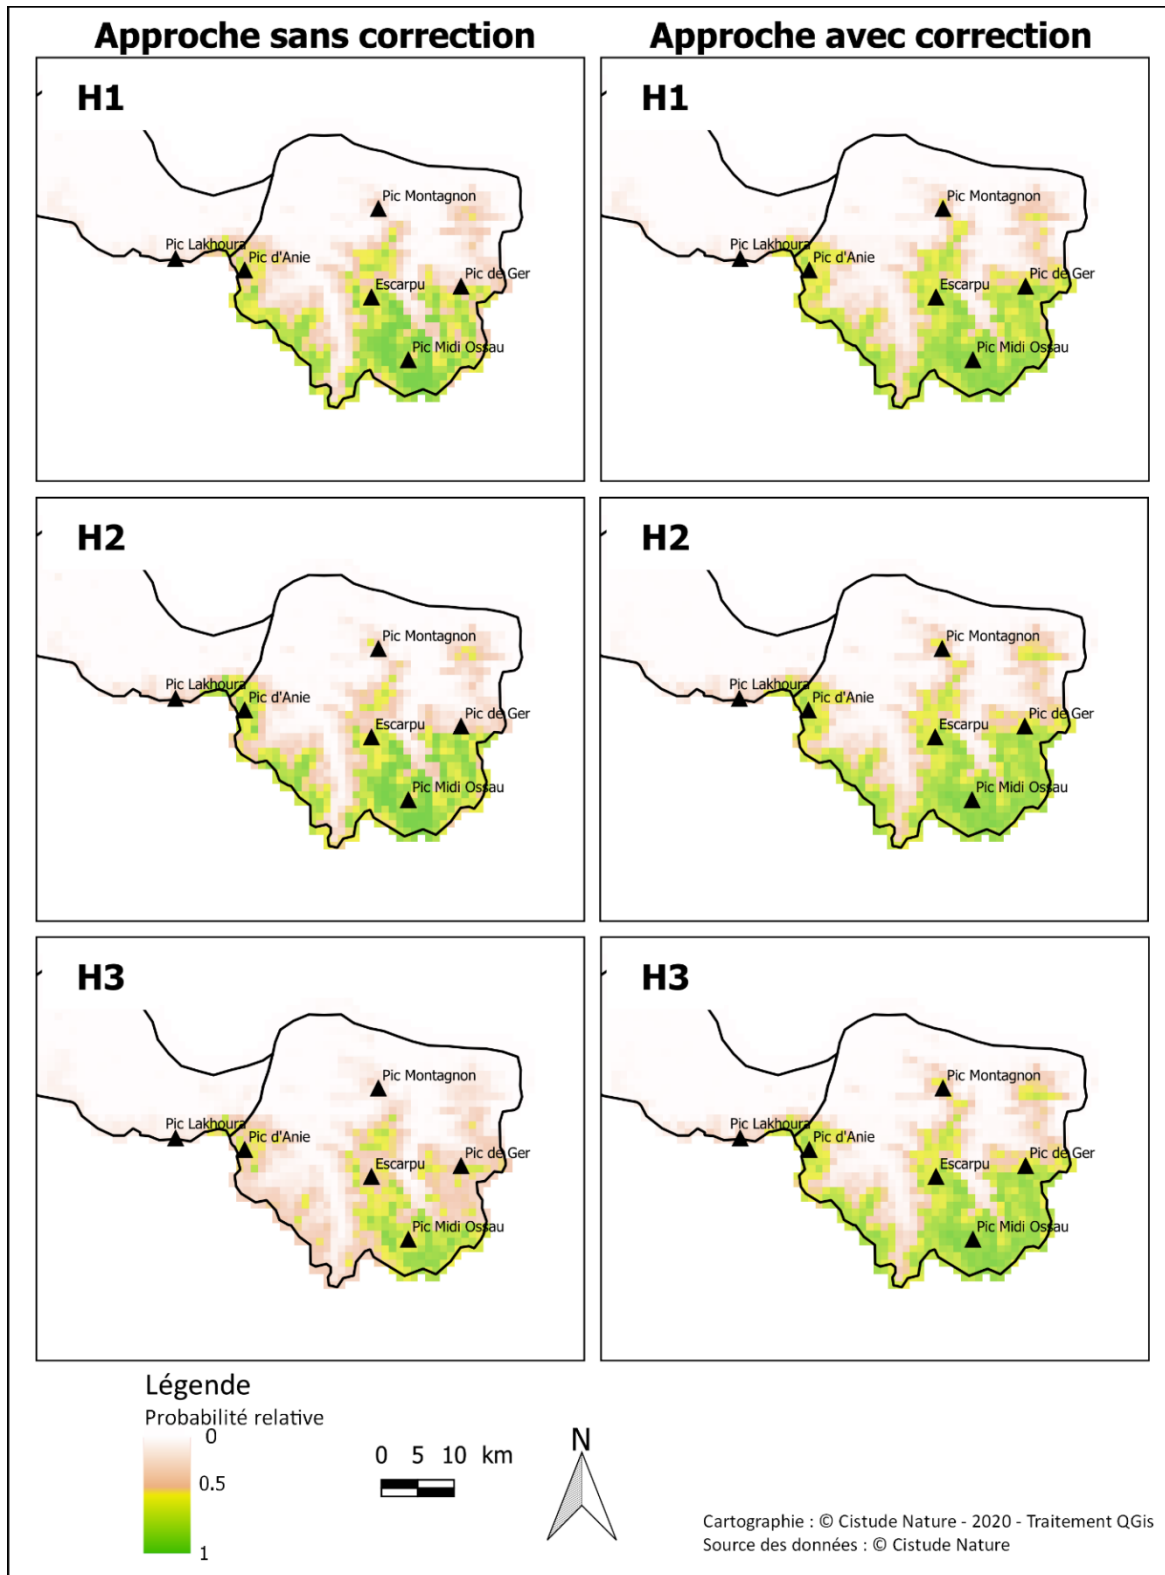 Approche sans correction
Approche avec correction
H1
Pic Montagnon
Pic Lakhoura
Pic d'Anie
Pic de Ger
Escarpu
Pic Midi Ossau
H1
Pic Montagnon
Pic Lakhoura
Pic d'Anie
Pic de Ger
Escarpu
Pic Midi Ossau
H2
Pic Montagnon
Pic Lakhoura
Pic d'Anie
Pic de Ger
Escarpu
Pic Midi Ossau
H2
Pic Montagnon
Pic Lakhoura
Pic d'Anie
Pic de Ger
Escarpu
Pic Midi Ossau
H3
Pic Montagnon
Pic Lakhoura
Pic d'Anie
Pic de Ger
Escarpu
Pic Midi Ossau
H3
Pic Montagnon
Pic Lakhoura
Pic d'Anie
Pic de Ger
Escarpu
Pic Midi Ossau
Légende
Probabilité relative
0
0.5
1
0 5 10 km
N
Cartographie : © Cistude Nature - 2020 - Traitement QGis
Source des données : © Cistude Nature